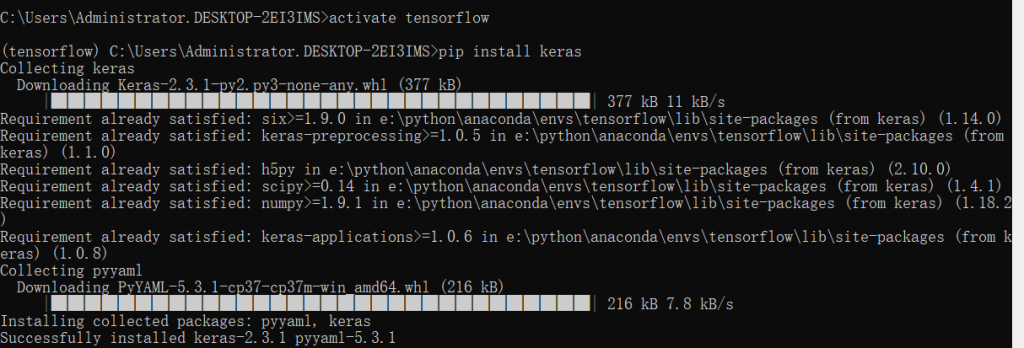 C:\Users\Administrator.DESKTOP-2EI3IMS>activate tensorflow
(tensorflow) C:\Users\Administrator.DESKTOP-2EI3IMS>pip install keras
Collecting keras
Downloading Keras-2.3.1-py2.py3-none-any.whl (377 kB)
377 kB 11 kB/s
Requirement already satisfied: six>=1.9.0 in e:\python\anaconda\envs\tensorflow\lib\site-packages (from keras) (1.14.0)
Requirement already satisfied: keras-preprocessing>=1.0.5 in e:\python\anaconda\envs\tensorflow\lib\site-packages (from
keras) (1.1.0)
Requirement already satisfied: h5py in e:\python\anaconda\envs\tensorflow\lib\site-packages (from keras) (2.10.0)
Requirement already satisfied: scipy>=0.14 in e:\python\anaconda\envs\tensorflow\lib\site-packages (from keras) (1.4.1)
Requirement already satisfied: numpy>=1.9.1 in e:\python\anaconda\envs\tensorflow\lib\site-packages (from keras) (1.18.2
)
Requirement already satisfied: keras-applications>=1.0.6 in e:\python\anaconda\envs\tensorflow\lib\site-packages (from k
eras) (1.0.8)
Collecting pyyaml
Downloading PyYAML-5.3.1-cp37-cp37m-win_amd64.whl (216 kB)
216 kB 7.8 kB/s
Installing collected packages: pyyaml, keras
Successfully installed keras-2.3.1 pyyaml-5.3.1